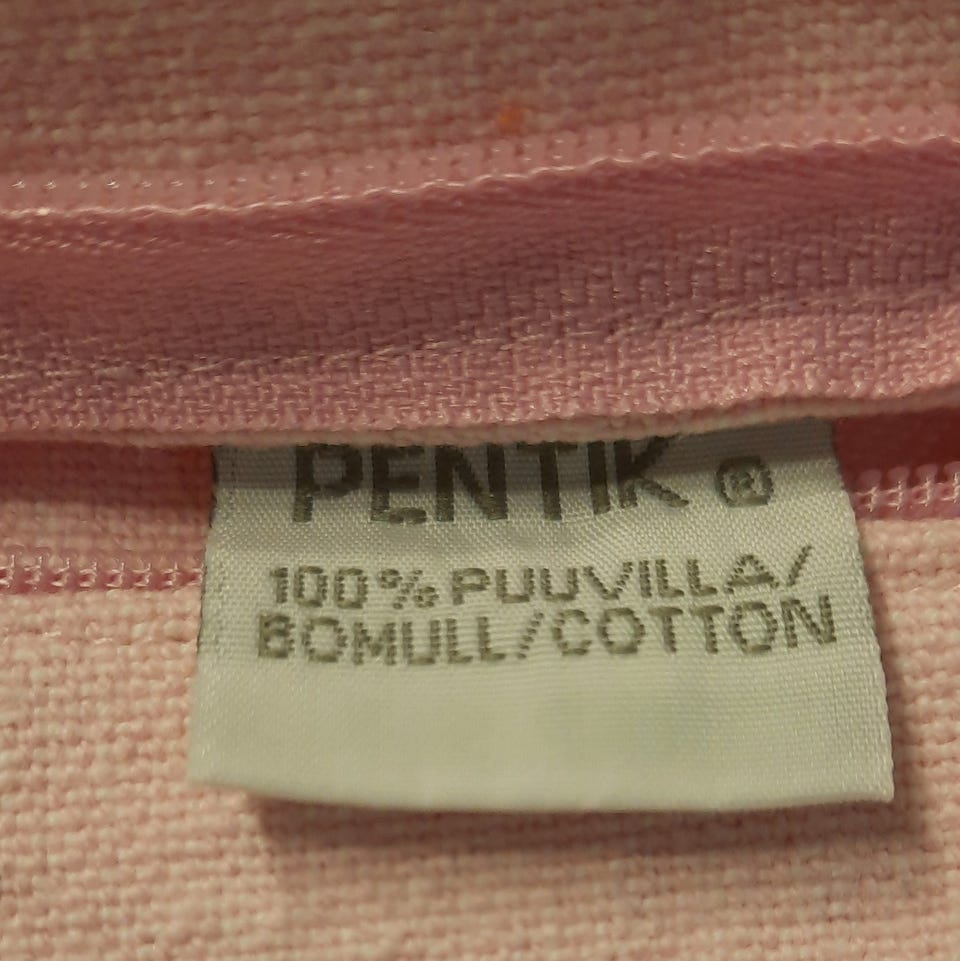 PENTIK ®
100% PUUVILLA/
BOMULL/COTTON